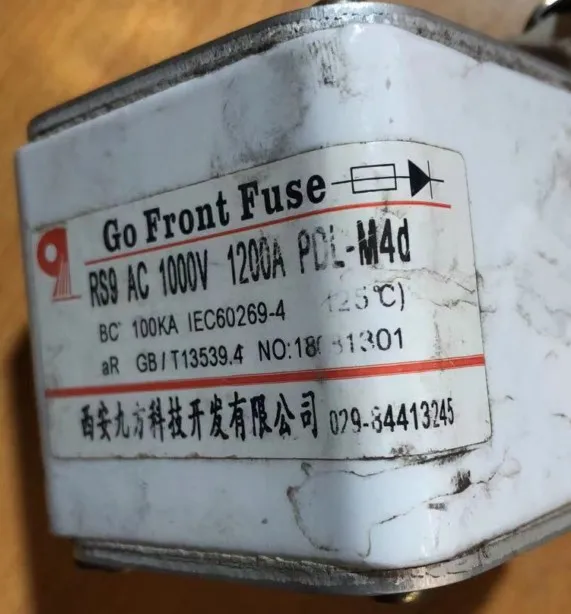 Go Front Fuse
RS9 AC 1000V 1200A PDL-M4d
BC 100KA IEC60269-4 125℃)
aR GB/T13539.4 NO:
西安九方科技开发有限公司 029-84413245